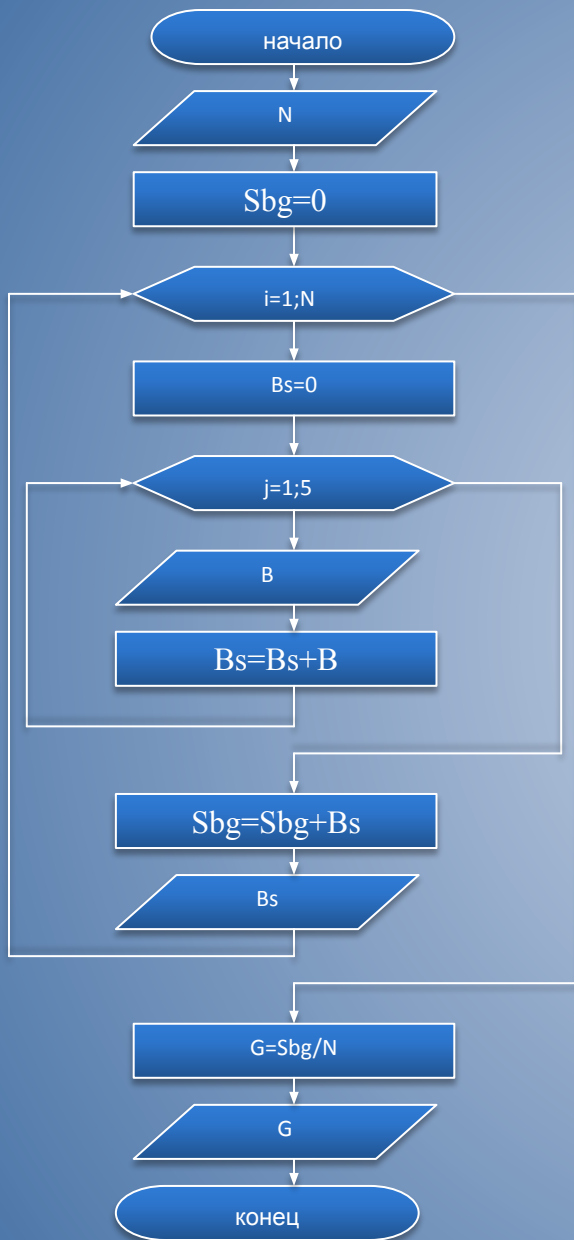 начало
N
Sbg=0
i=1;N
Bs=0
j=1;5
B
Bs=Bs+B
Sbg=Sbg+Bs
Bs
G=Sbg/N
G
конец